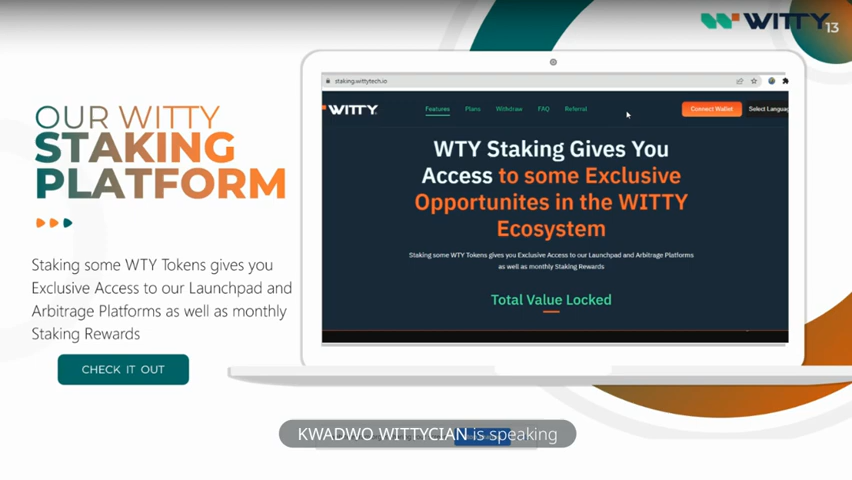 WITTY
13
OUR WITTY
STAKING
PLATFORM
Staking some WTY Tokens gives you
Exclusive Access to our Launchpad and
Arbitrage Platforms as well as monthly
Staking Rewards
CHECK IT OUT
staking.wittytech.io
WITTY
Features Plans Withdraw FAQ Referral
Connect Wallet
Select Languag
WTY Staking Gives You
Access to some Exclusive
Opportunites in the WITTY
Ecosystem
Staking some WTY Tokens gives you Exclusive Access to our Launchpad and Arbitrage Platforms
as well as monthly Staking Rewards
Total Value Locked
KWADWO WITTYCIAN is speaking